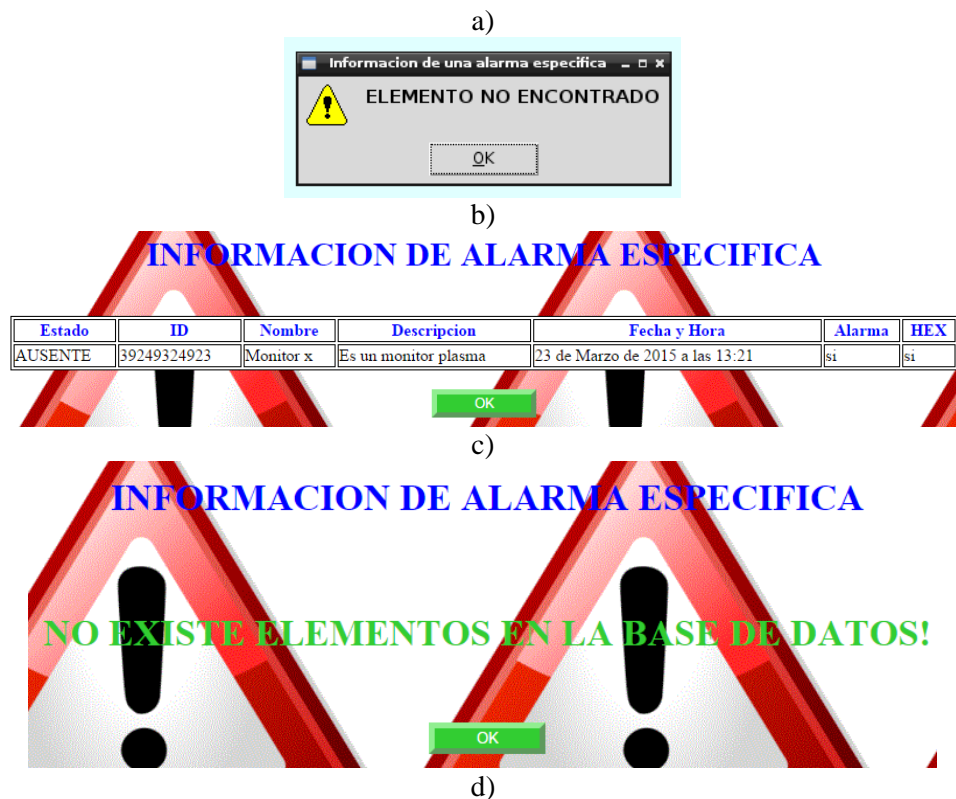 a)
Informacion de una alarma especifica
ELEMENTO NO ENCONTRADO
OK
b)
INFORMACION DE ALARMA ESPECIFICA
Estado ID Nombre Descripcion Fecha y Hora Alarma HEX
AUSENTE 39249324923 Monitor x Es un monitor plasma 23 de Marzo de 2015 a las 13:21 si si
OK
c)
INFORMACION DE ALARMA ESPECIFICA
NO EXISTE ELEMENTOS EN LA BASE DE DATOS!
OK
d)